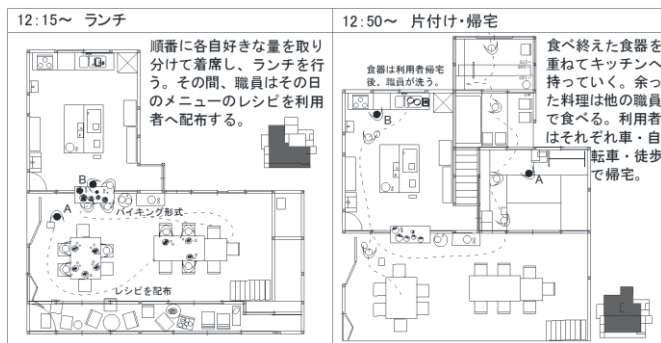 12:15～ ランチ
順番に各自好きな量を取り
分けて着席し、ランチを行
う。その間、職員はその日
のメニューのレシピを利用
者へ配布する。
B
A
バイキング形式
レシピを配布
12:50～ 片付け・帰宅
食べ終えた食器を
重ねてキッチンへ
持っていく。余っ
た料理は他の職員
で食べる。利用者
はそれぞれ車・自
転車・徒歩
で帰宅。
食器は利用者帰宅
後、職員が洗う。
B
A